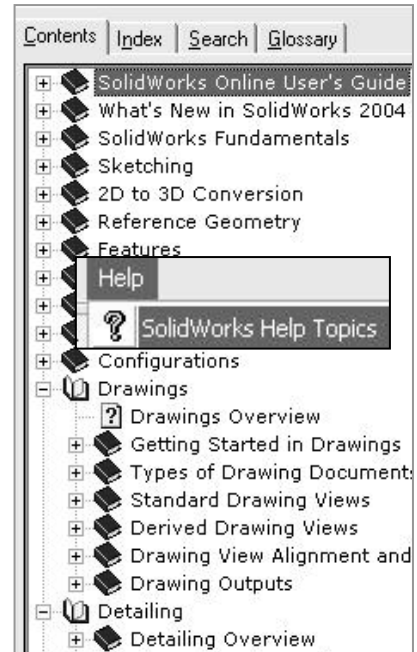 Contents Index Search Glossary
SolidWorks Online User's Guide
What's New in SolidWorks 2004
SolidWorks Fundamentals
Sketching
2D to 3D Conversion
Reference Geometry
Features
Help
SolidWorks Help Topics
Configurations
Drawings
Drawings Overview
Getting Started in Drawings
Types of Drawing Document
Standard Drawing Views
Derived Drawing Views
Drawing View Alignment and
Drawing Outputs
Detailing
Detailing Overview